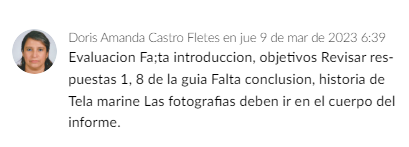 Doris Amanda Castro Fletes en jue 9 de mar de 2023 6:39
Evaluacion Fa;ta introduccion, objetivos Revisar res-
puestas 1, 8 de la guia Falta conclusion, historia de
Tela marine Las fotografias deben ir en el cuerpo del
informe.